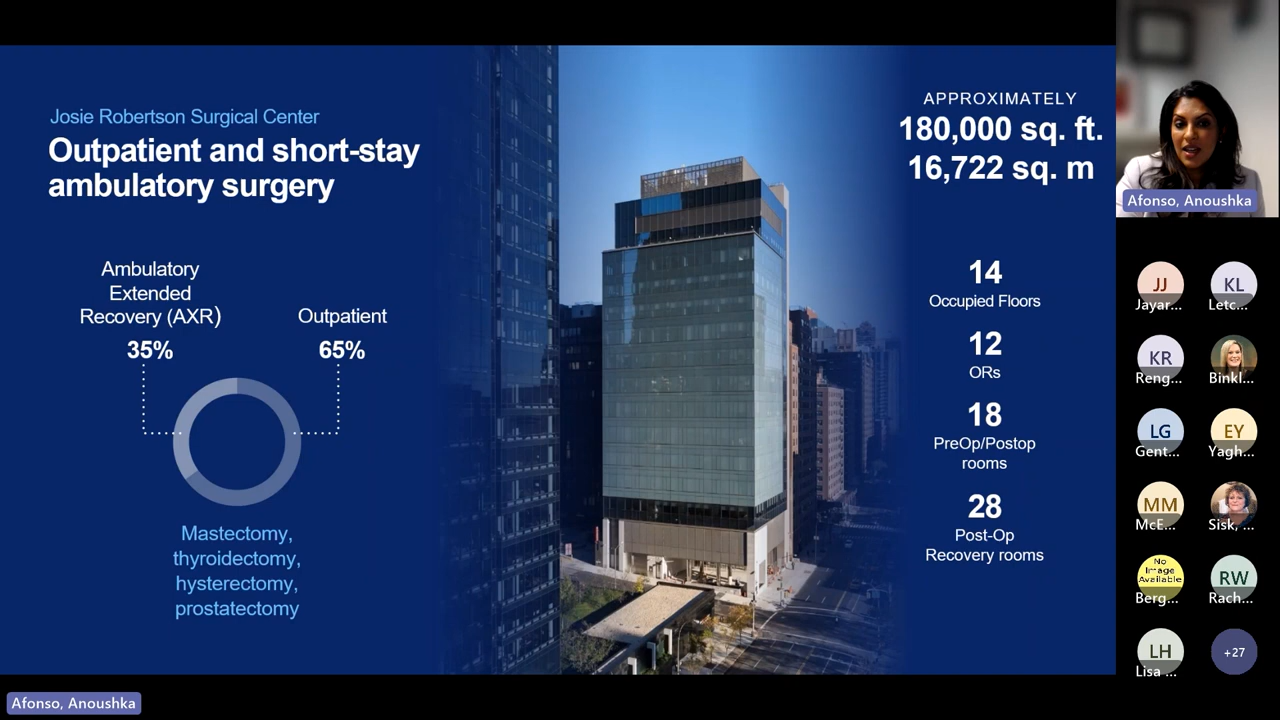 Josie Robertson Surgical Center
Outpatient and short-stay
ambulatory surgery
Ambulatory
Extended
Recovery (AXR)
35%
Outpatient
65%
Mastectomy,
thyroidectomy,
hysterectomy,
prostatectomy
APPROXIMATELY
180,000 sq. ft.
16,722 sq. m
14
Occupied Floors
12
ORs
18
PreOp/Postop
rooms
28
Post-Op
Recovery rooms
Afonso, Anoushka
JJ
Jayar...
KL
Letc...
KR
Reng...
Binkl...
LG
Gent...
EY
Yagh...
MM
McE...
Sisk, ...
No
Image
Available
Berg...
RW
Rach...
LH
Lisa ...
+27
Afonso, Anoushka